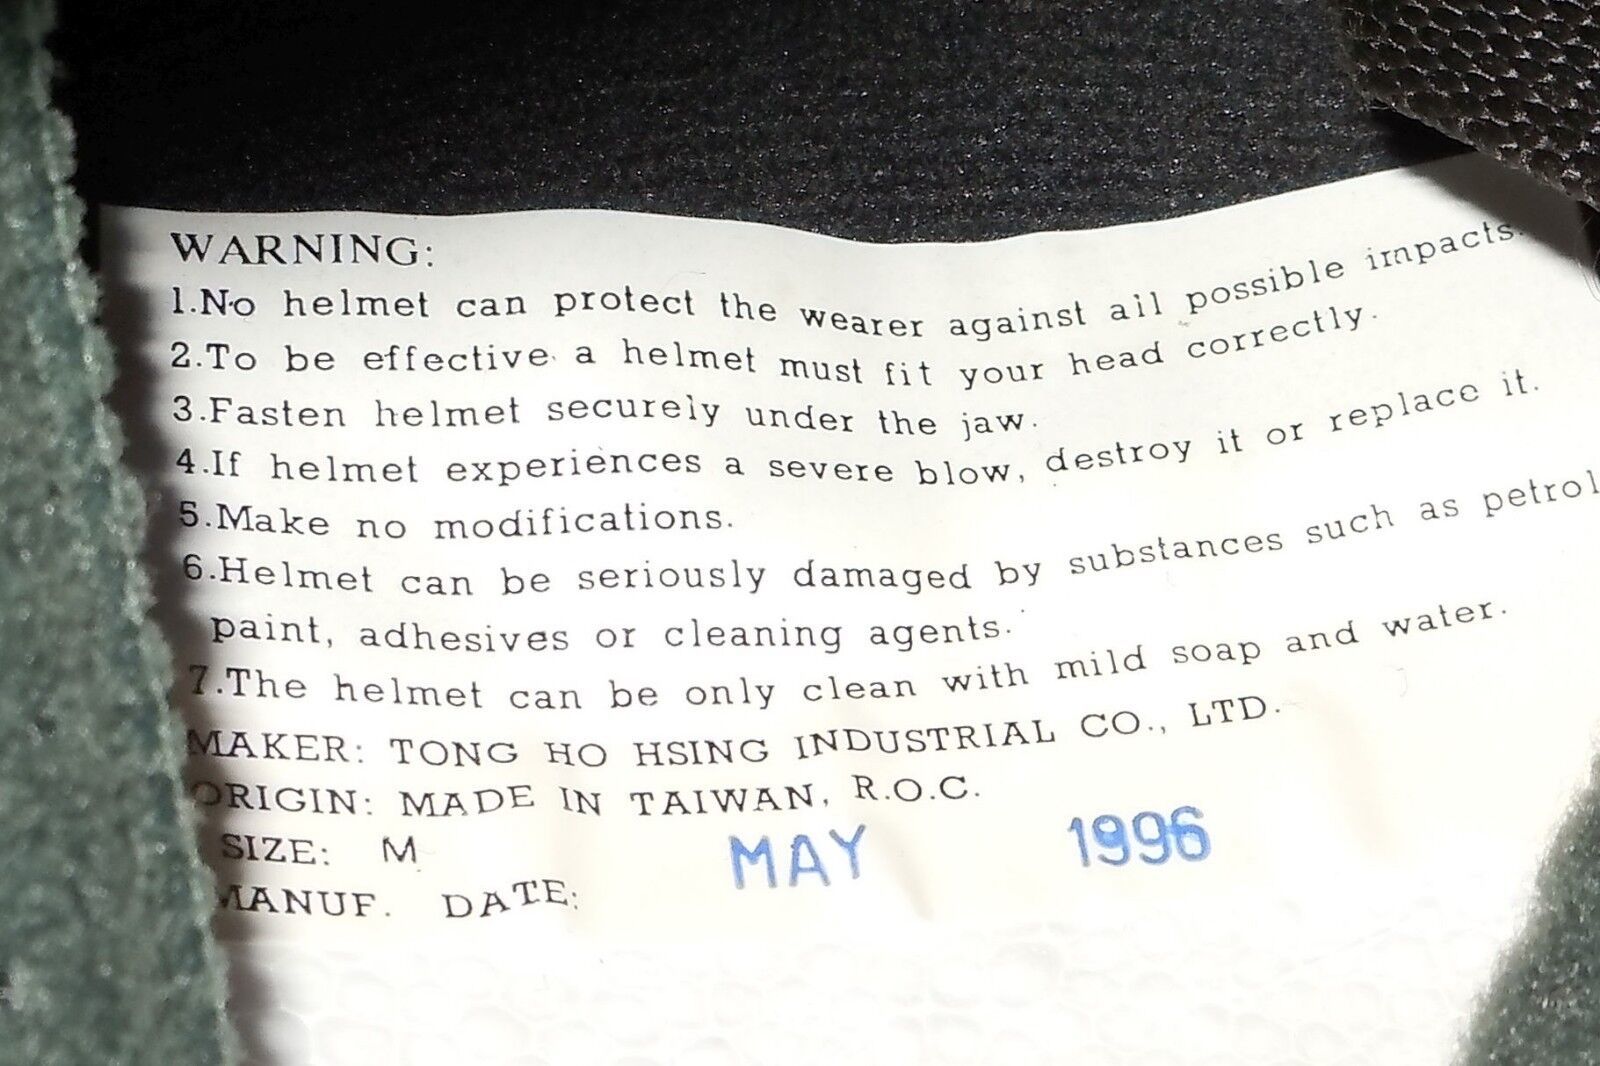 WARNING:
1.No helmet can protect the wearer against all possible impacts.
2.To be effective a helmet must fit your head correctly.
3.Fasten helmet securely under the jaw.
4.If helmet experiences a severe blow, destroy it or replace it.
5.Make no modifications.
6.Helmet can be seriously damaged by substances such as petrol
paint, adhesives or cleaning agents.
7.The helmet can be only clean with mild soap and water.
MAKER: TONG HO HSING INDUSTRIAL CO., LTD.
ORIGIN: MADE IN TAIWAN, R.O.C.
SIZE: M
MANUF. DATE: MAY 1996